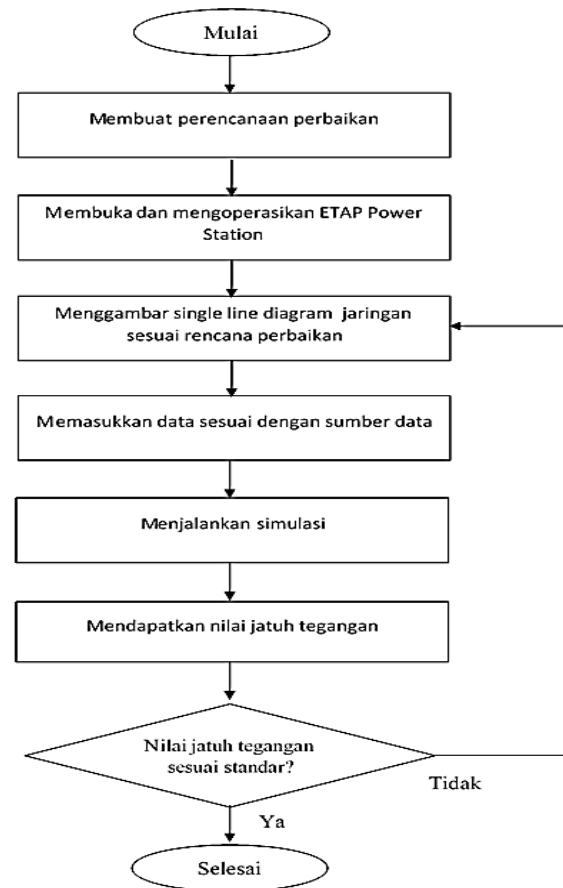 Mulai
Membuat perencanaan perbaikan
Membuka dan mengoperasikan ETAP Power
Station
Menggambar single line diagram jaringan
sesuai rencana perbaikan
Memasukkan data sesuai dengan sumber data
Menjalankan simulasi
Mendapatkan nilai jatuh tegangan
Nilai jatuh tegangan
sesuai standar?
Tidak
Ya
Selesai